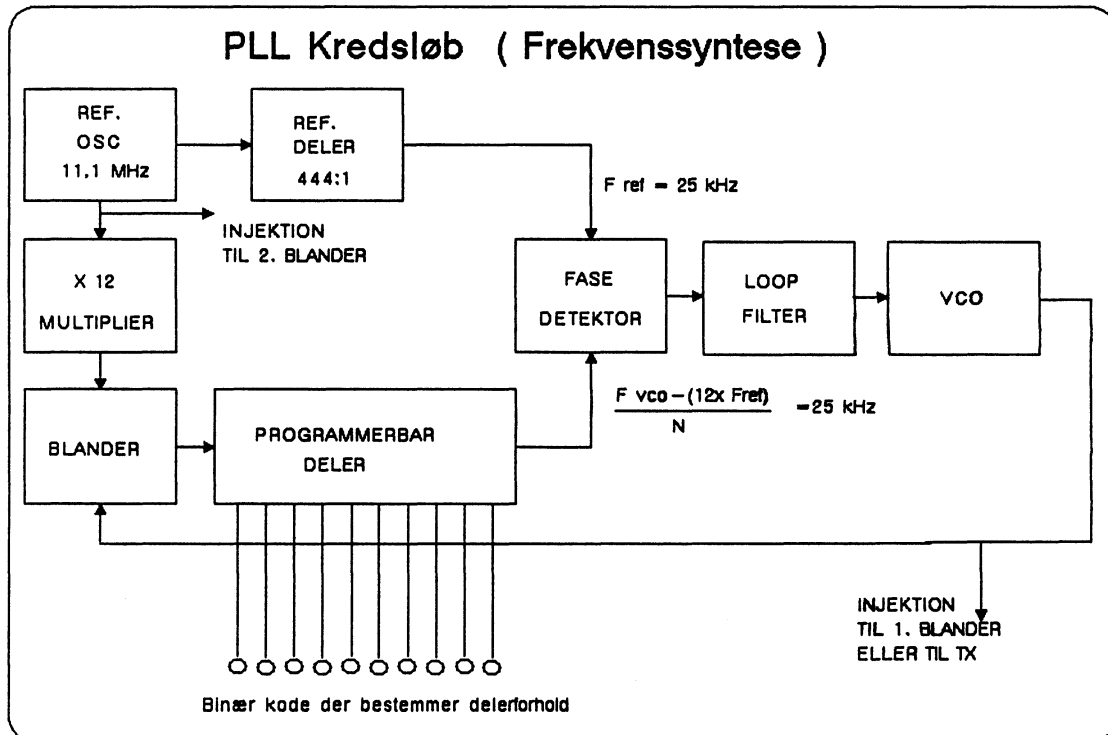 PLL Kredsløb ( Frekvenssyntese )
REF.
OSC
11.1 MHz
REF.
DELER
444:1
F ref = 25 kHz
INJEKTION
TIL 2. BLANDER
X 12
MULTIPLIER
FASE
DETEKTOR
LOOP
FILTER
VCO
BLANDER
PROGRAMMERBAR
DELER
F vco - (12x Fref)
N
=25 kHz
INJEKTION
TIL 1. BLANDER
ELLER TIL TX
Binær kode der bestemmer delerforhold